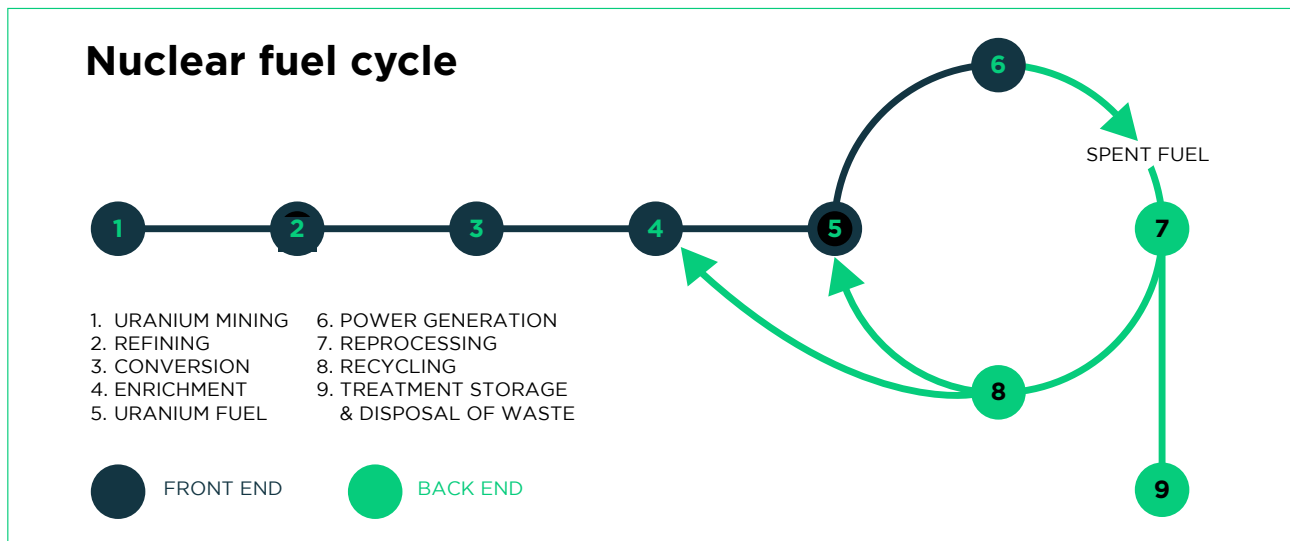 Nuclear fuel cycle
6
SPENT FUEL
1
2
3
4
5
7
1. URANIUM MINING
2. REFINING
3. CONVERSION
4. ENRICHMENT
5. URANIUM FUEL
6. POWER GENERATION
7. REPROCESSING
8. RECYCLING
9. TREATMENT STORAGE
& DISPOSAL OF WASTE
8
FRONT END
BACK END
9